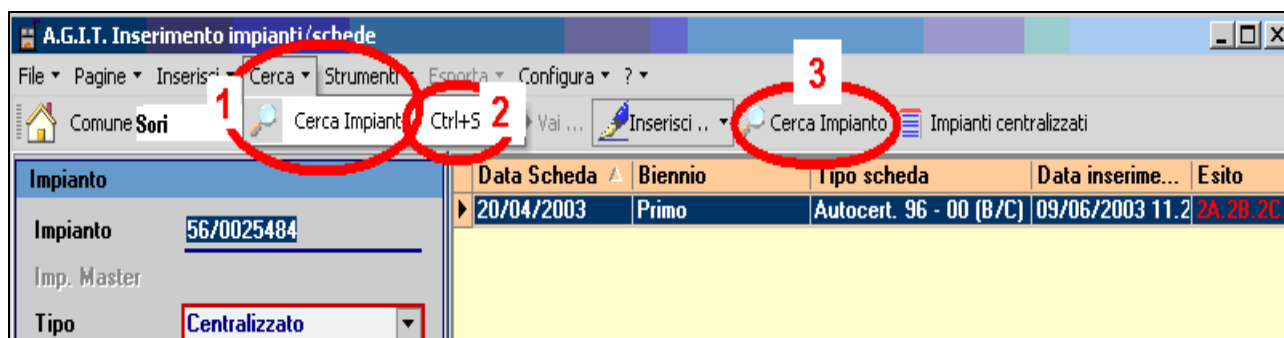 A.G.I.T. Inserimento impianti/schede
File Pagine Inserisci Cerca Strumenti Esporta Configura ?
1 2 3
Comune Sori Cerca Impianto Ctrl+S Vai ... Inserisci .. Cerca Impianto Impianti centralizzati
Impianto Data Scheda Biennio Tipo scheda Data inserime... Esito
Impianto 56/0025484 20/04/2003 Primo Autocert. 96 - 00 (B/C) 09/06/2003 11.2 2A.2B.2C.
Imp. Master
Tipo Centralizzato